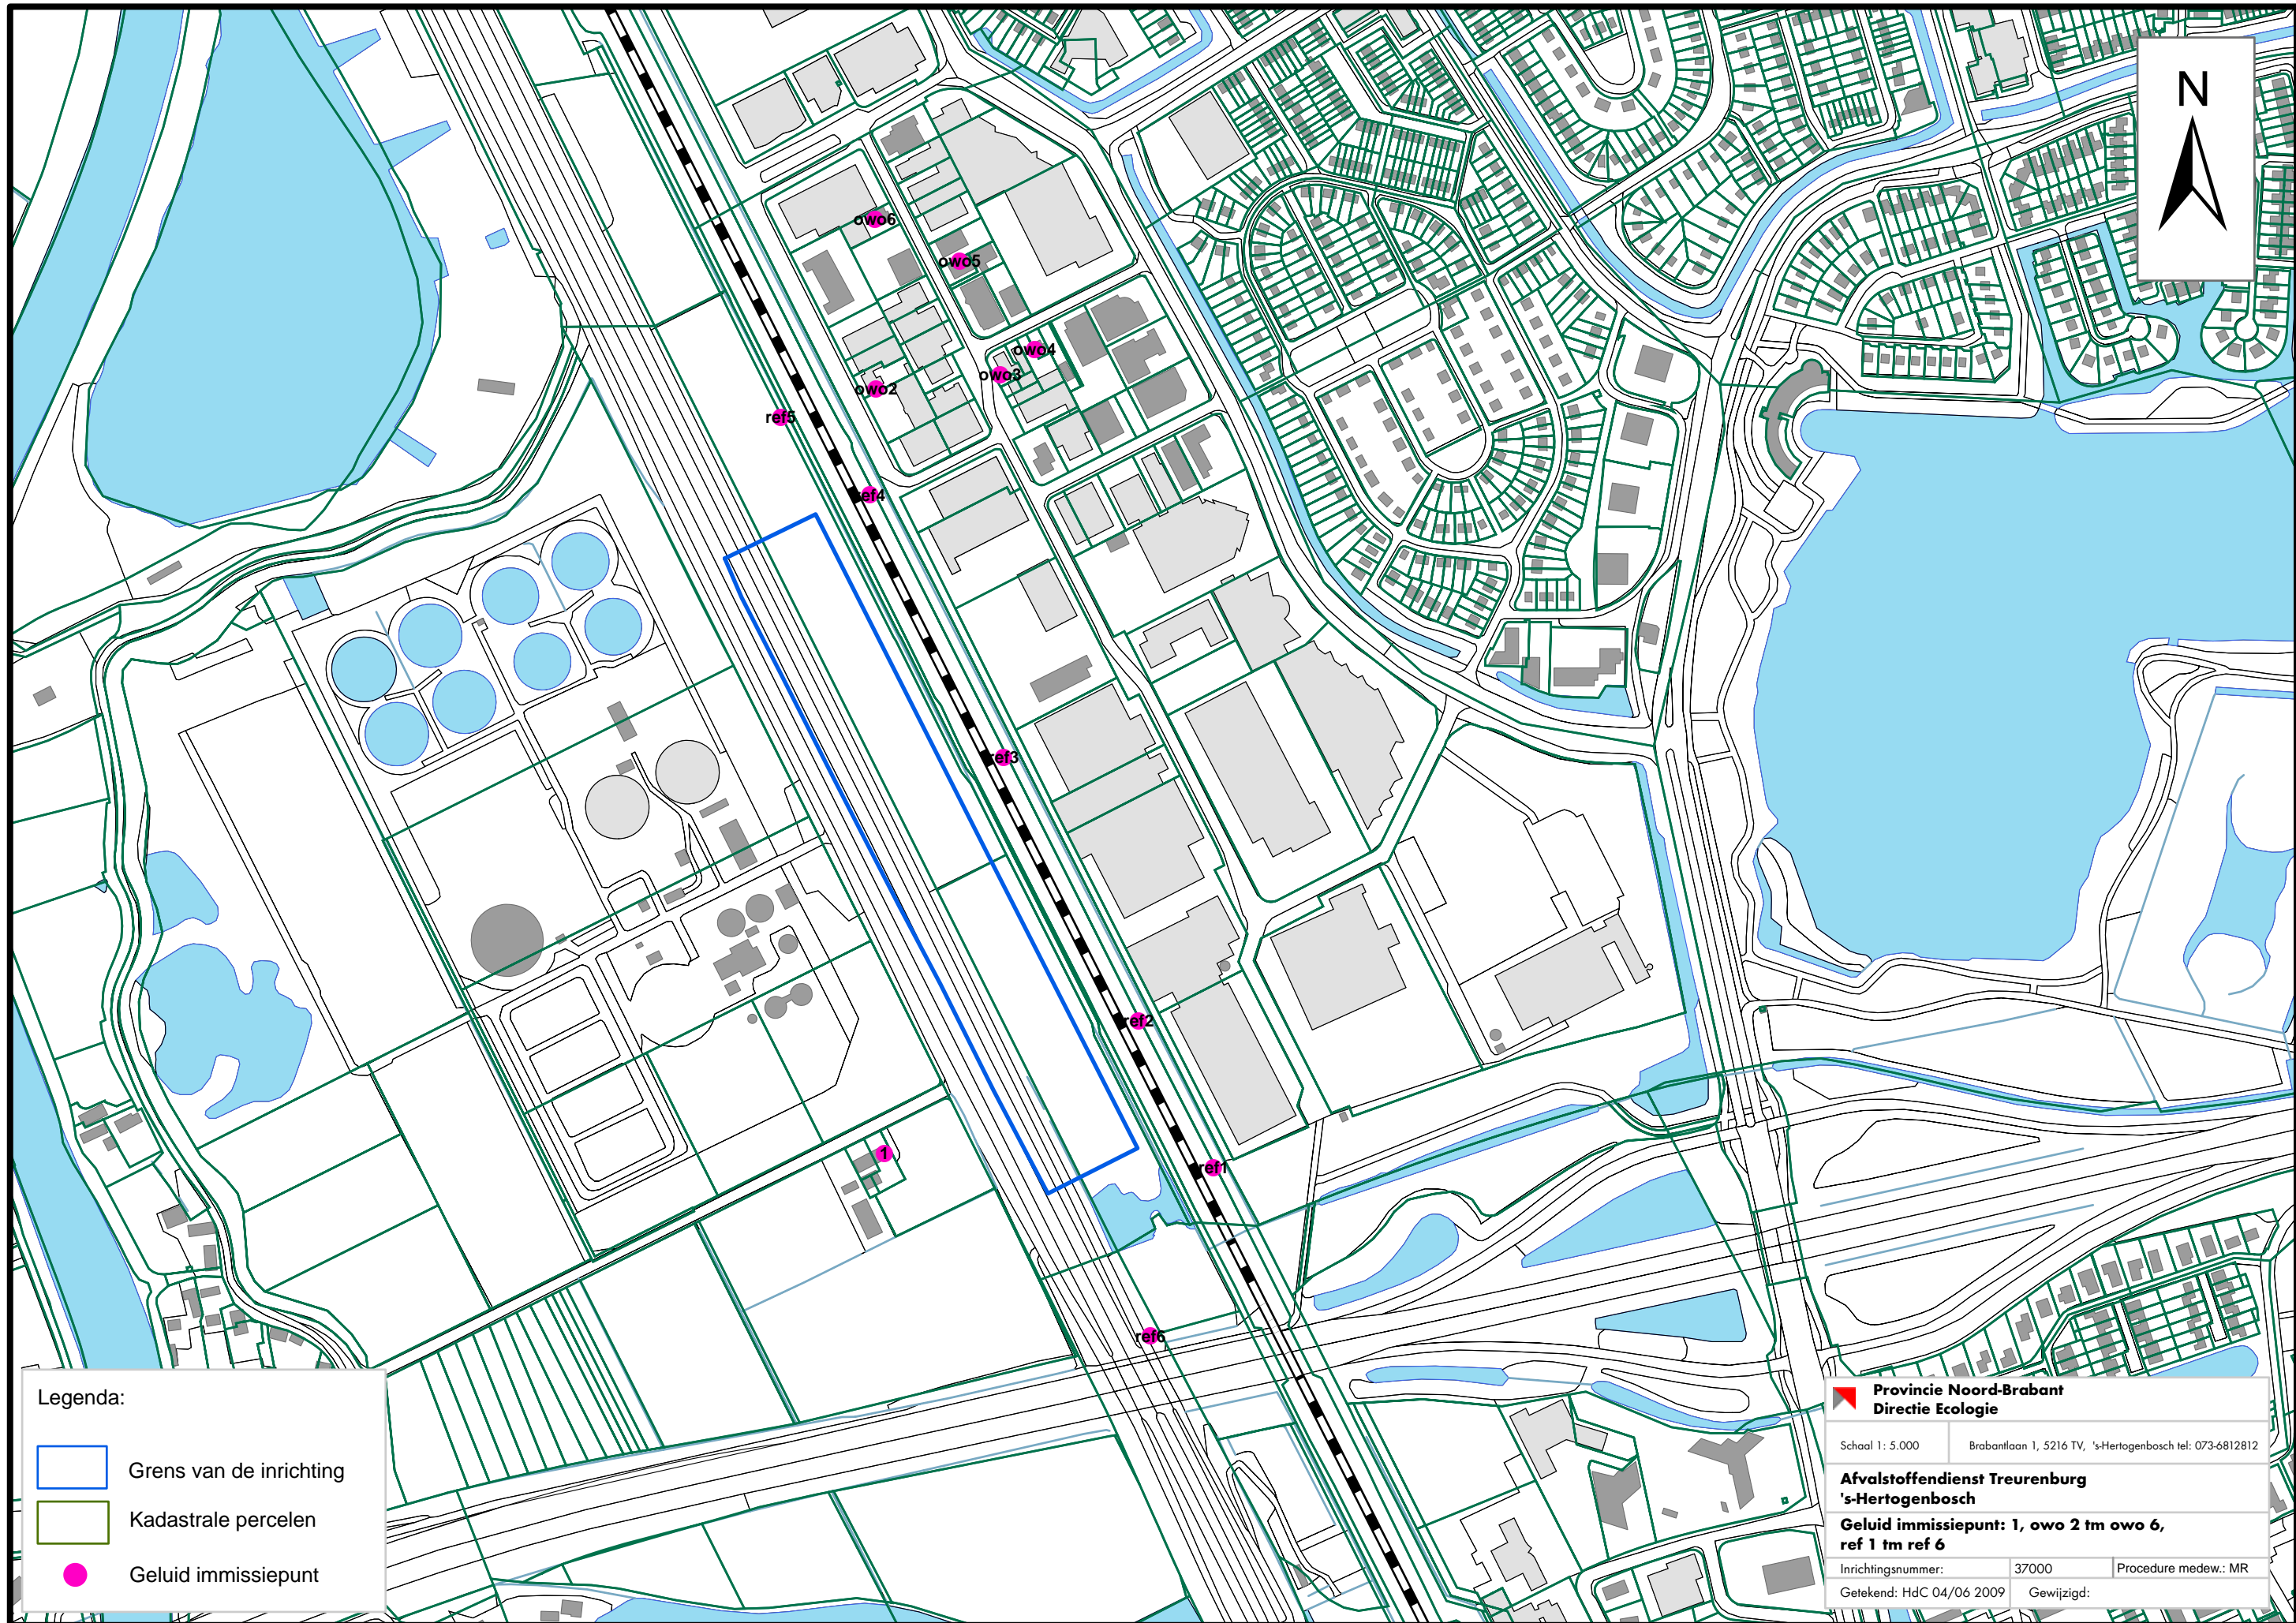 N
owo6
owo5
owo4
owo3
owo2
ref5
ref4
ref3
ref2
1
ref1
ref6
Legenda:
Grens van de inrichting
Kadastrale percelen
Geluid immissiepunt
Provincie Noord-Brabant
Directie Ecologie
Schaal 1: 5.000 Brabantlaan 1, 5216 TV, 's-Hertogenbosch tel: 073-6812812
Afvalstoffendienst Treurenburg
's-Hertogenbosch
Geluid immissiepunt: 1, owo 2 tm owo 6,
ref 1 tm ref 6
Inrichtingsnummer: 37000 Procedure medew.: MR
Getekend: HdC 04/06 2009 Gewijzigd: